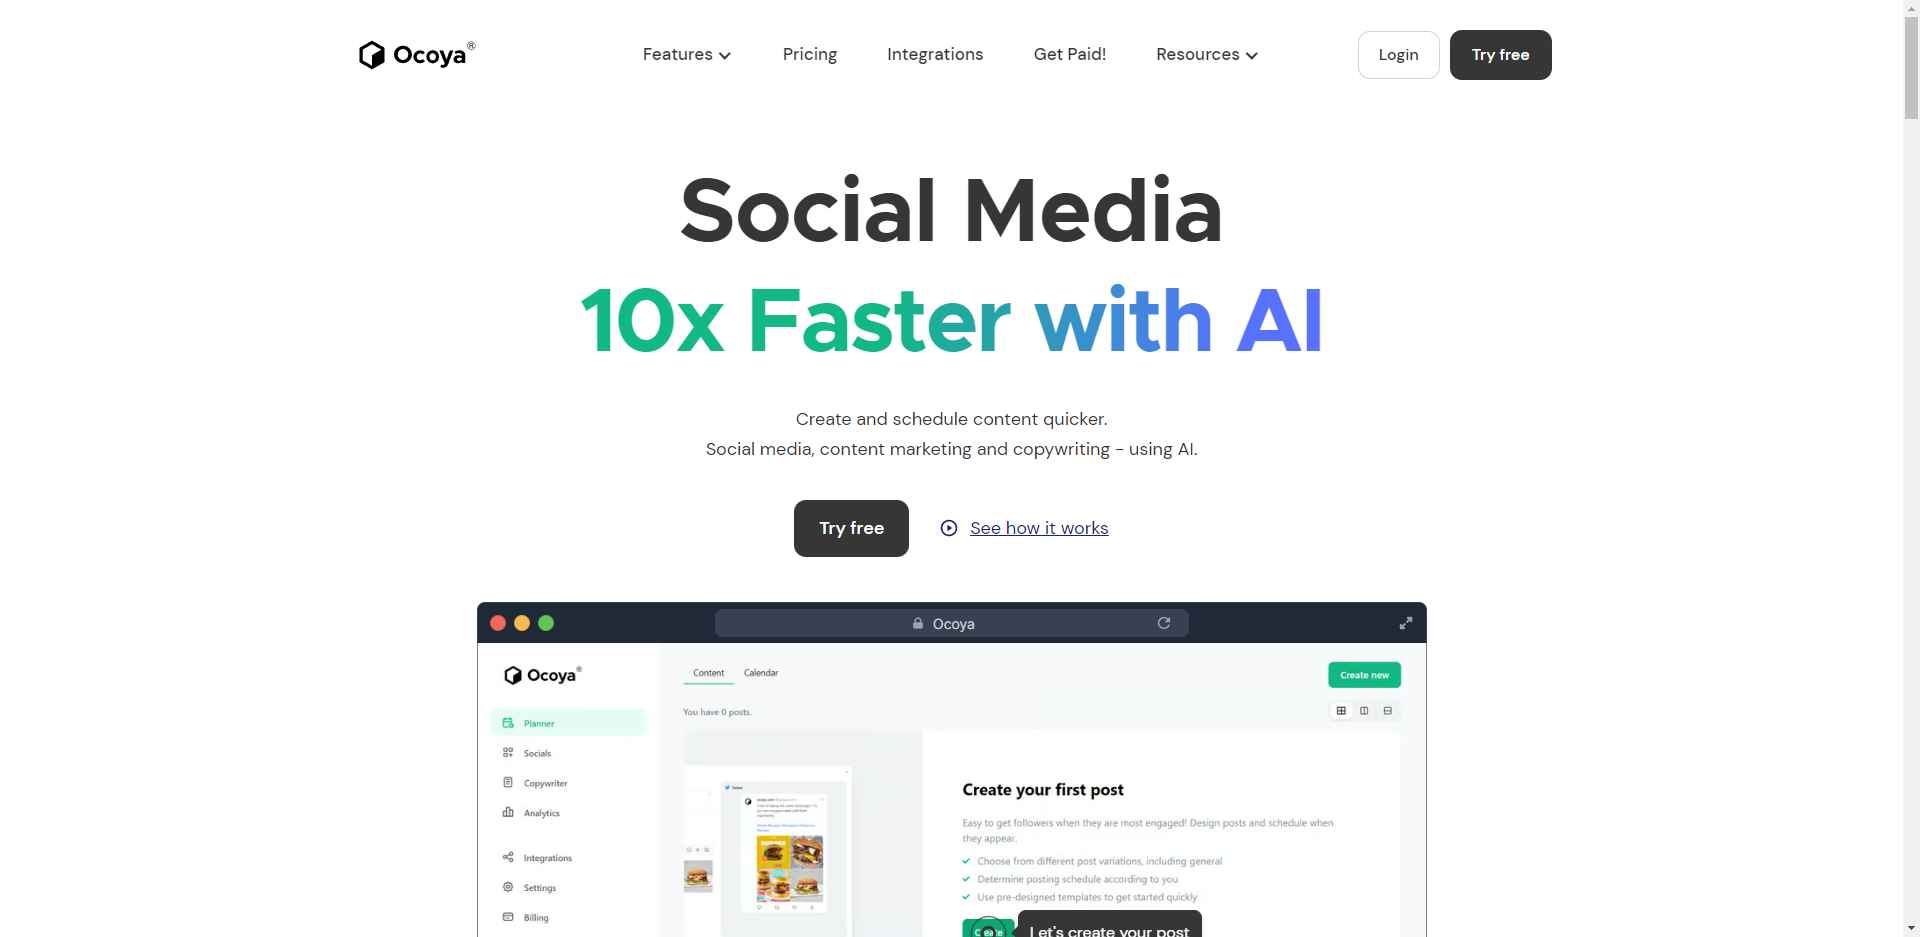 Ocoya®
Features
Pricing
Integrations
Get Paid!
Resources
Login
Try free
Social Media
10x Faster with AI
Create and schedule content quicker.
Social media, content marketing and copywriting - using AI.
Try free
See how it works
Ocoya
Ocoya®
Content
Calendar
Create new
You have 0 posts.
Planner
Socials
Copywriter
Analytics
Integrations
Settings
Billing
Create your first post
Easy to get followers when they are most engaged! Design posts and schedule when
they appear.
Choose from different post variations, including general
Determine posting schedule according to you
Use pre-designed templates to get started quickly
Create
Let's create your post